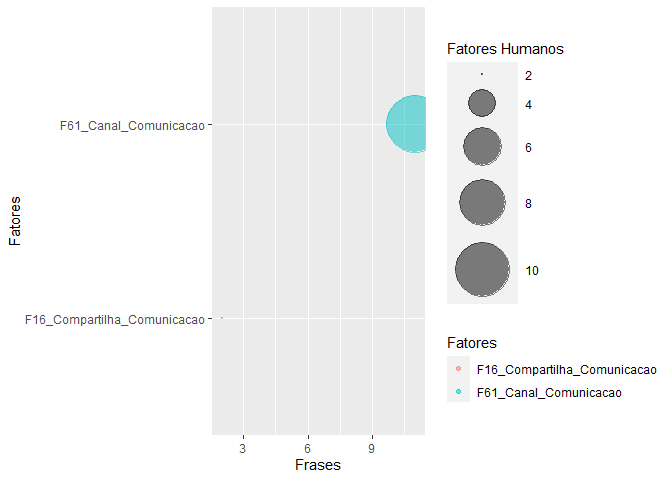 Fatores
F61_Canal_Comunicacao
F16_Compartilha_Comunicacao
3 6 9
Frases
Fatores Humanos
2
4
6
8
10
Fatores
F16_Compartilha_Comunicacao
F61_Canal_Comunicacao